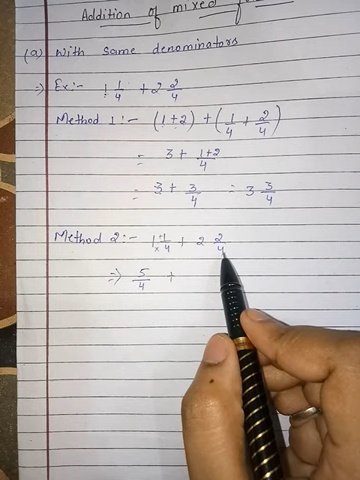 Addition of mixed
(a) with same denominators
=) Ex:- 1 1/4 + 2 2/4
Method 1:- (1+2) + (1/4 + 2/4)
= 3 + 1+2/4
= 3 + 3/4 = 3 3/4
Method 2:- 1 1/4 + 2 2/4
=> 5/4 +